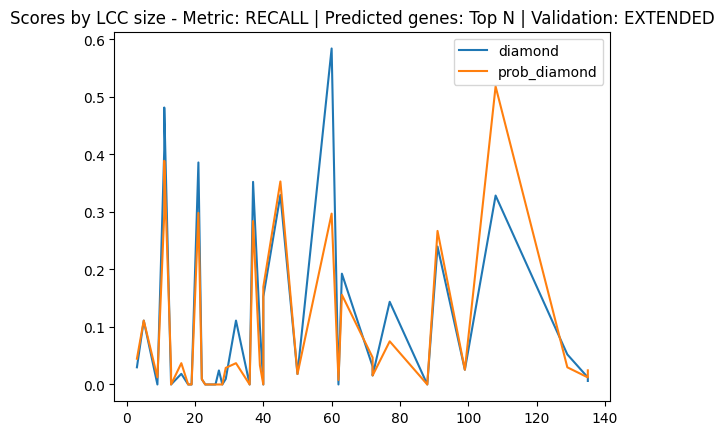 Scores by LCC size - Metric: RECALL | Predicted genes: Top N | Validation: EXTENDED
diamond
prob_diamond
0.6
0.5
0.4
0.3
0.2
0.1
0.0
0 20 40 60 80 100 120 140